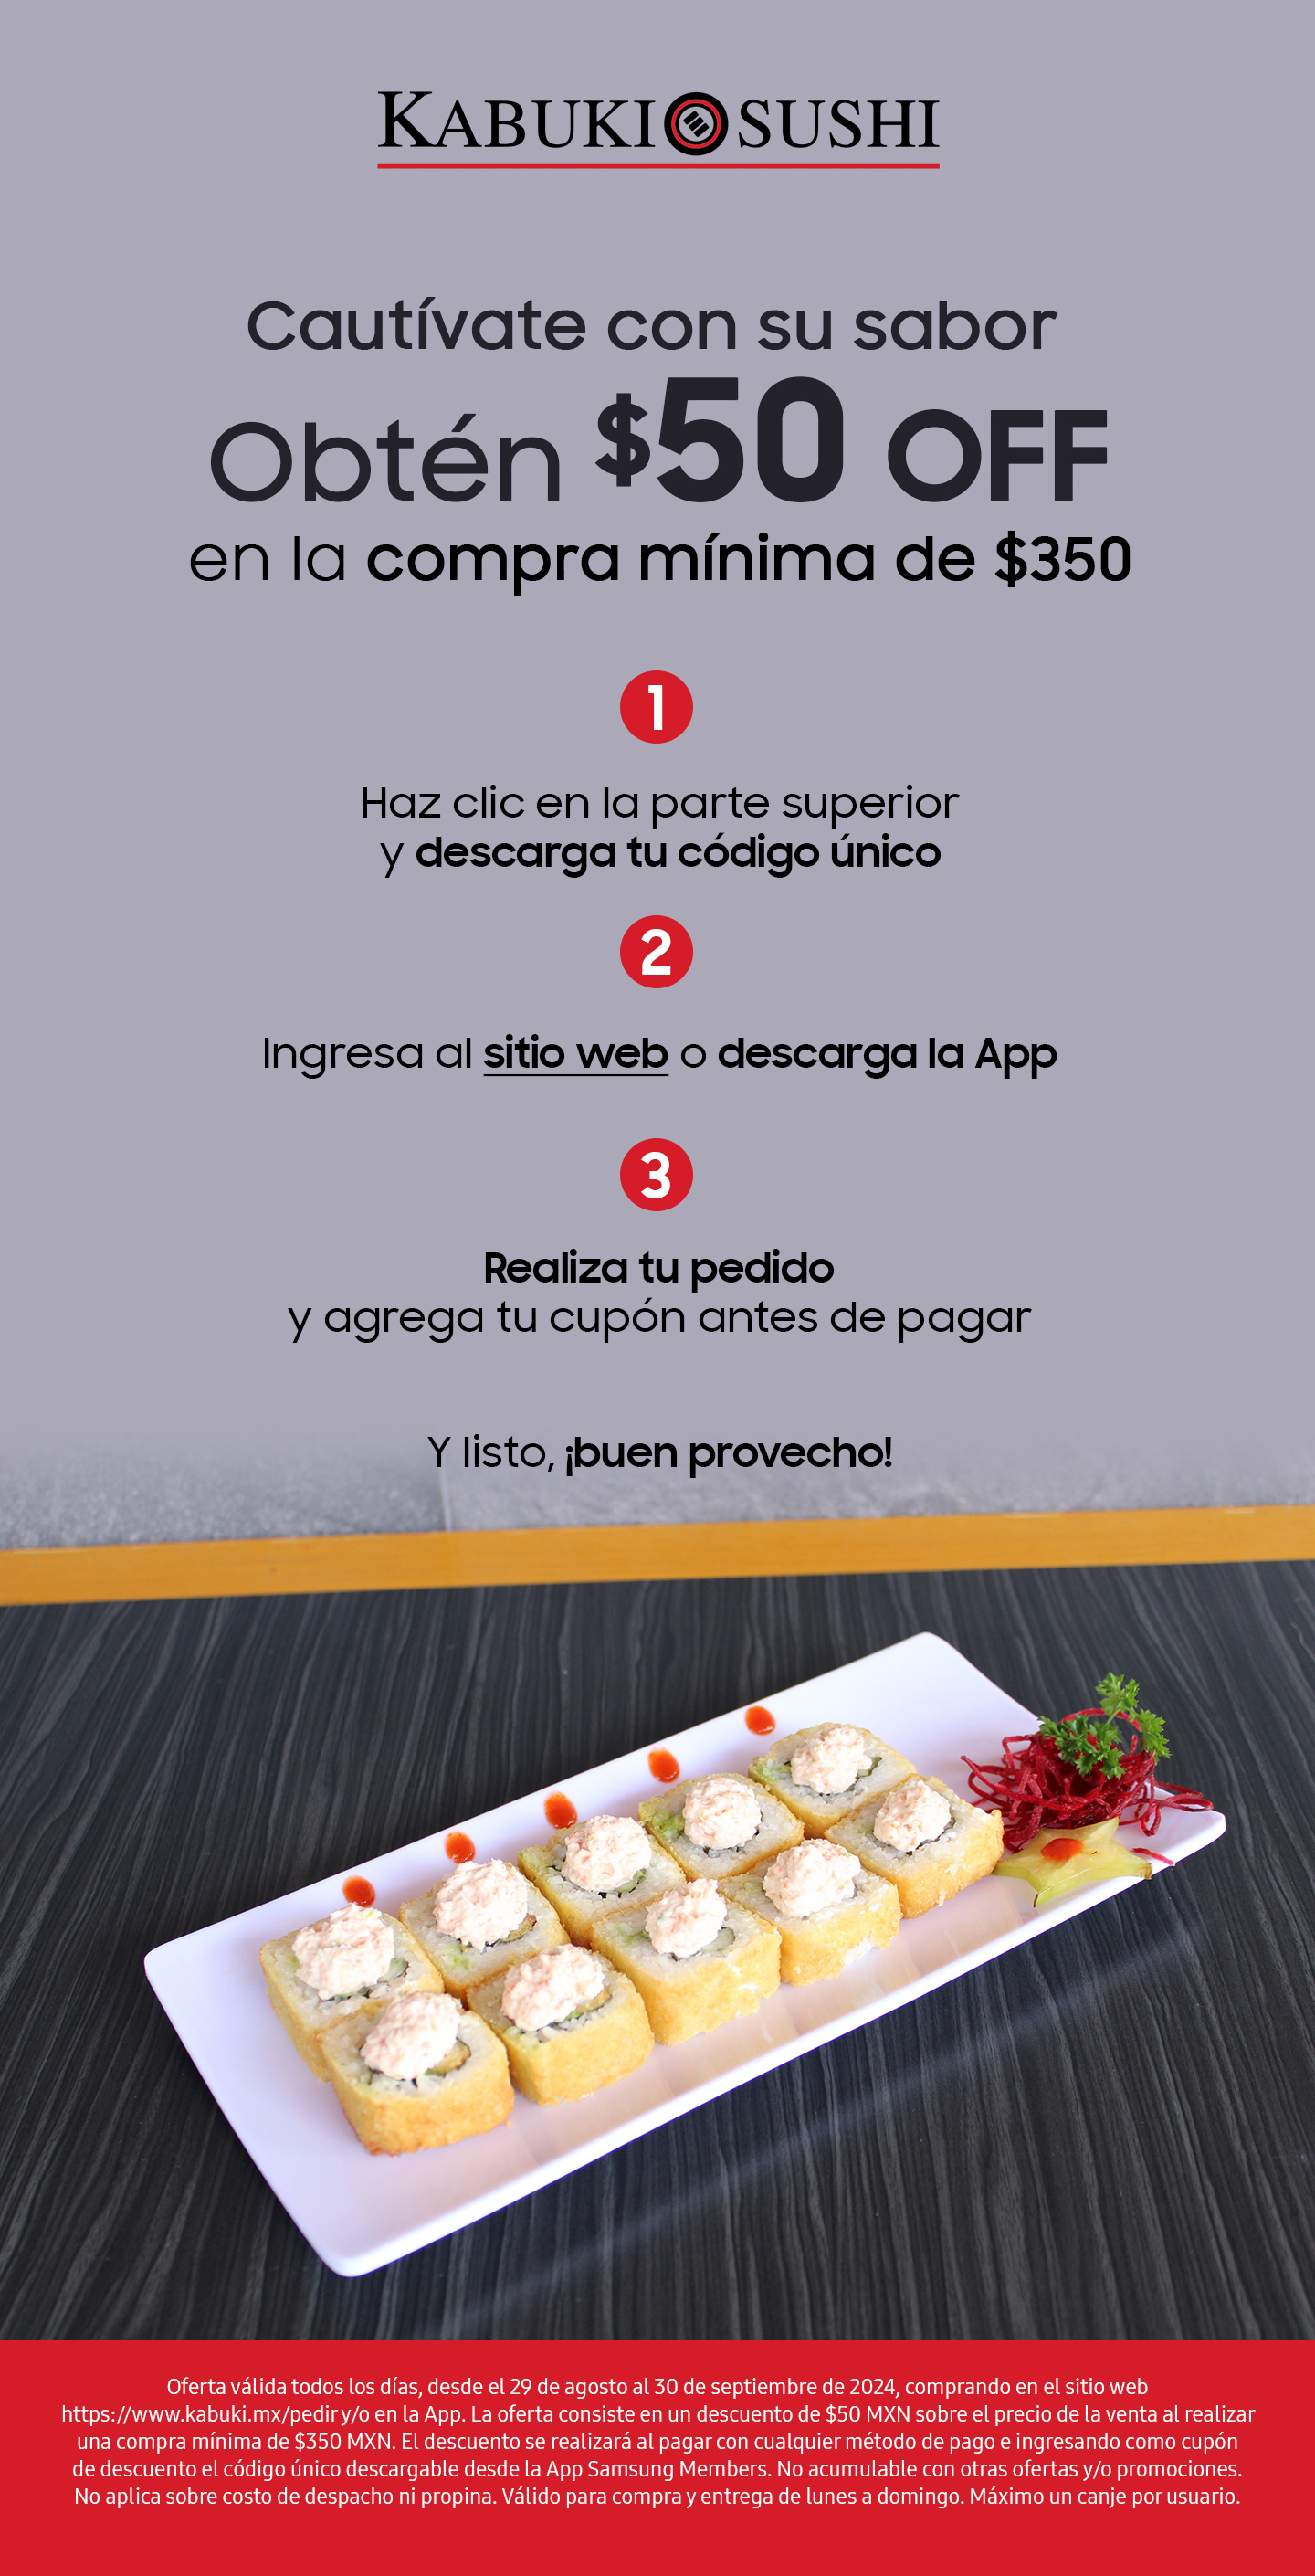 KABUKI SUSHI
Cautívate con su sabor
Obtén $50 OFF
en la compra mínima de $350
1
Haz clic en la parte superior
y descarga tu código único
2
Ingresa al sitio web o descarga la App
3
Realiza tu pedido
y agrega tu cupón antes de pagar
Y listo, ¡buen provecho!
Oferta válida todos los días, desde el 29 de agosto al 30 de septiembre de 2024, comprando en el sitio web
https://www.kabuki.mx/pedir y/o en la App. La oferta consiste en un descuento de $50 MXN sobre el precio de la venta al realizar
una compra mínima de $350 MXN. El descuento se realizará al pagar con cualquier método de pago e ingresando como cupón
de descuento el código único descargable desde la App Samsung Members. No acumulable con otras ofertas y/o promociones.
No aplica sobre costo de despacho ni propina. Válido para compra y entrega de lunes a domingo. Máximo un canje por usuario.